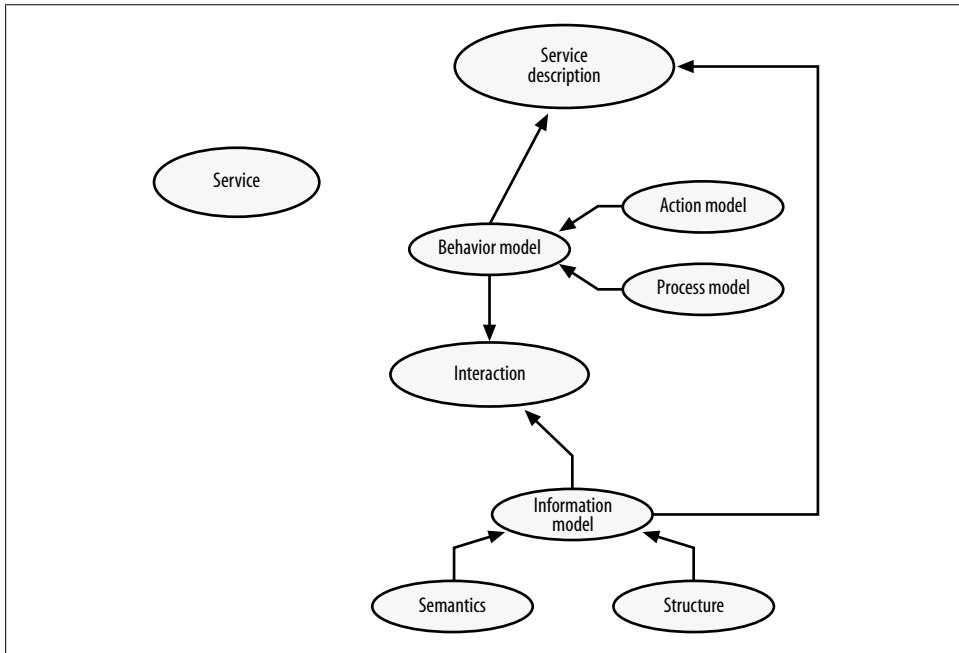 Service
description
Service
Action model
Behavior model
Process model
Interaction
Information
model
Semantics
Structure